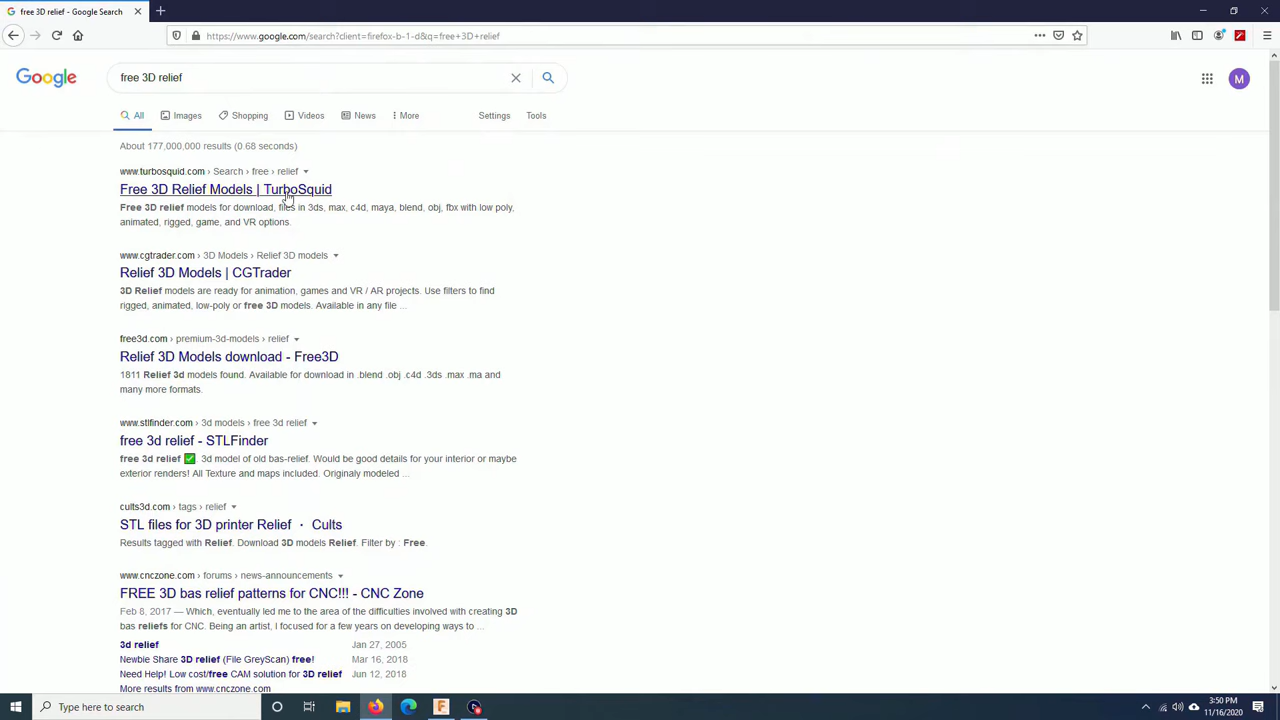 free 3D relief - Google Search
https://www.google.com/search?client=firefox-b-1-d&q=free+3D+relief
Google
free 3D relief
M
All
Images
Shopping
Videos
News
More
Settings
Tools
About 177,000,000 results (0.68 seconds)
www.turbosquid.com › Search › free › relief
Free 3D Relief Models | TurboSquid
Free 3D relief models for download, files in 3ds, max, c4d, maya, blend, obj, fbx with low poly,
animated, rigged, game, and VR options.
www.cgtrader.com › 3D Models › Relief 3D models
Relief 3D Models | CGTrader
3D Relief models are ready for animation, games and VR / AR projects. Use filters to find
rigged, animated, low-poly or free 3D models. Available in any file ...
free3d.com › premium-3d-models › relief
Relief 3D Models download - Free3D
1811 Relief 3d models found. Available for download in .blend .obj .c4d .3ds .max .ma and
many more formats.
www.stlfinder.com › 3d models › free 3d relief
free 3d relief - STLFinder
free 3d relief ✅. 3d model of old bas-relief. Would be good details for your interior or maybe
exterior renders! All Texture and maps included. Originaly modeled ...
cults3d.com › tags › relief
STL files for 3D printer Relief ・ Cults
Results tagged with Relief. Download 3D models Relief. Filter by : Free.
www.cnczone.com › forums › news-announcements
FREE 3D bas relief patterns for CNC!!! - CNC Zone
Feb 8, 2017 — Which, eventually led me to the area of the difficulties involved with creating 3D
bas reliefs for CNC. Being an artist, I focused for a few years on developing ways to ...
3d relief Jan 27, 2005
Newbie Share 3D relief (File GreyScan) free! Mar 16, 2018
Need Help! Low cost/free CAM solution for 3D relief Jun 12, 2018
More results from www.cnczone.com
Type here to search
3:50 PM
11/16/2020